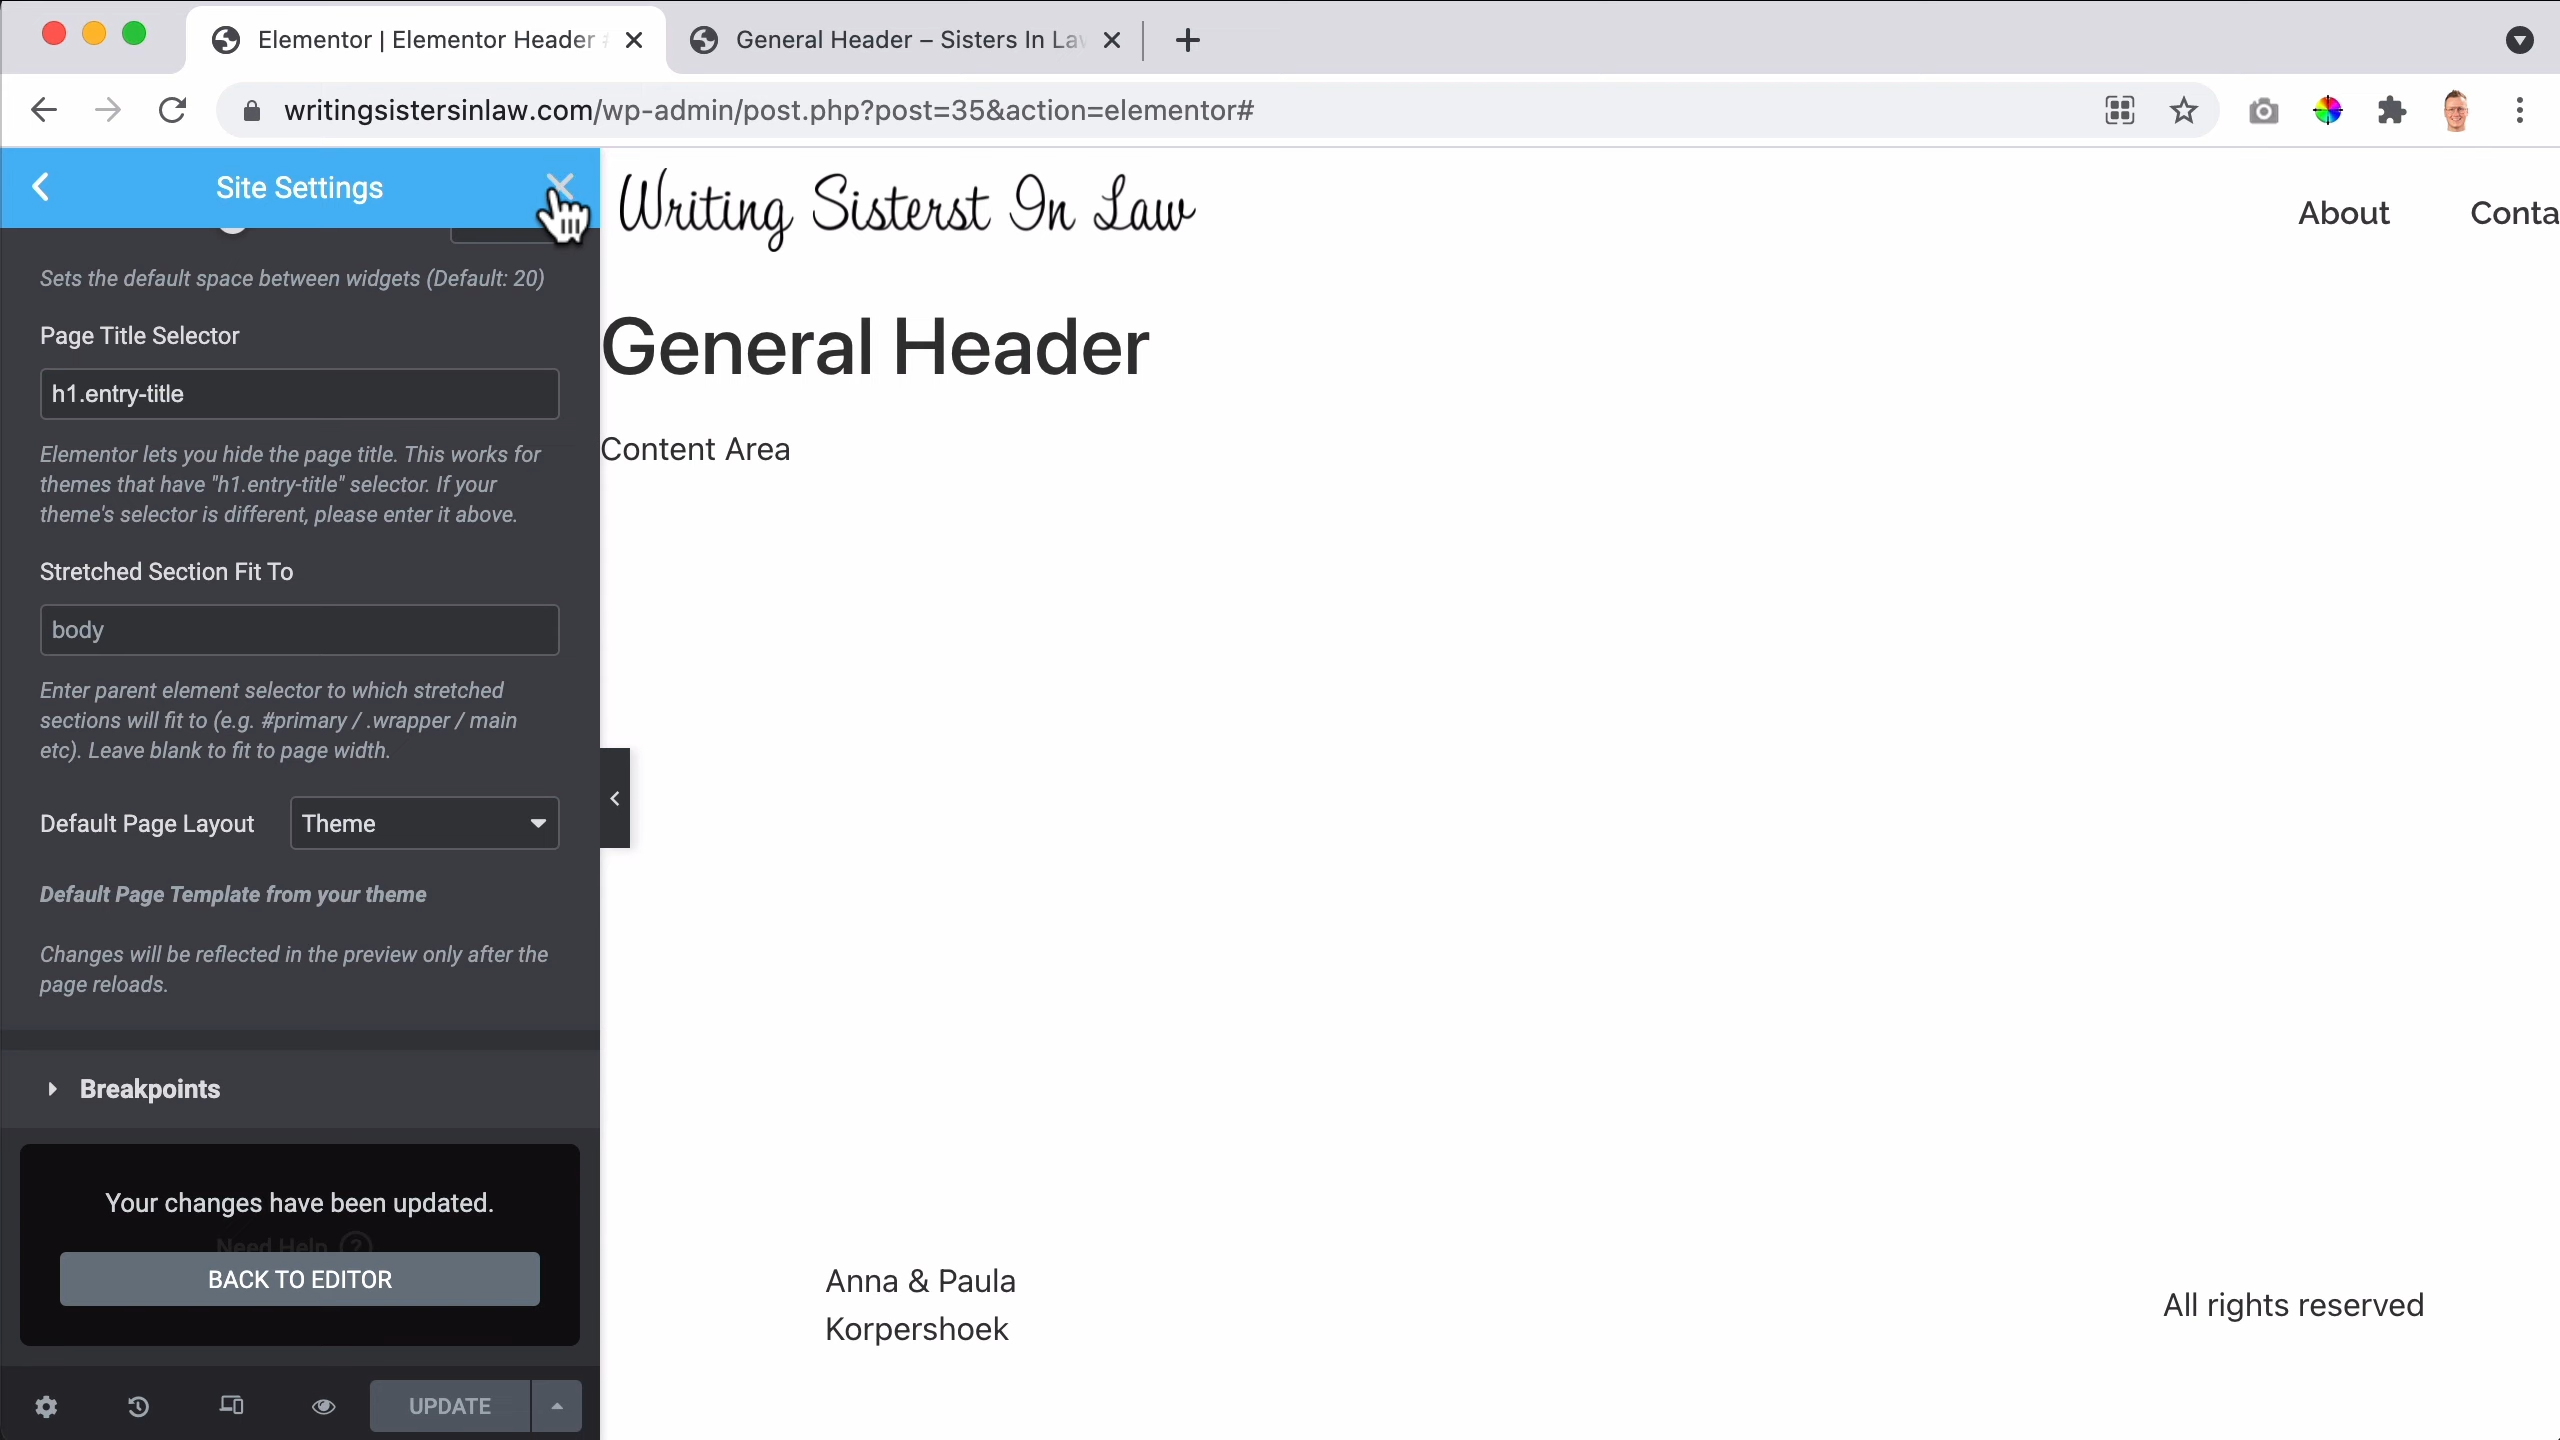 Elementor | Elementor Header
General Header – Sisters In Law
writingsistersinlaw.com/wp-admin/post.php?post=35&action=elementor#
Site Settings
Writing Sisterst In Law
About
Conta
Sets the default space between widgets (Default: 20)
Page Title Selector
h1.entry-title
Elementor lets you hide the page title. This works for
themes that have "h1.entry-title" selector. If your
theme's selector is different, please enter it above.
Stretched Section Fit To
body
Enter parent element selector to which stretched
sections will fit to (e.g. #primary / .wrapper / main
etc). Leave blank to fit to page width.
Default Page Layout
Theme
Default Page Template from your theme
Changes will be reflected in the preview only after the
page reloads.
Breakpoints
Your changes have been updated.
Need Help
BACK TO EDITOR
UPDATE
General Header
Content Area
Anna & Paula
Korpershoek
All rights reserved